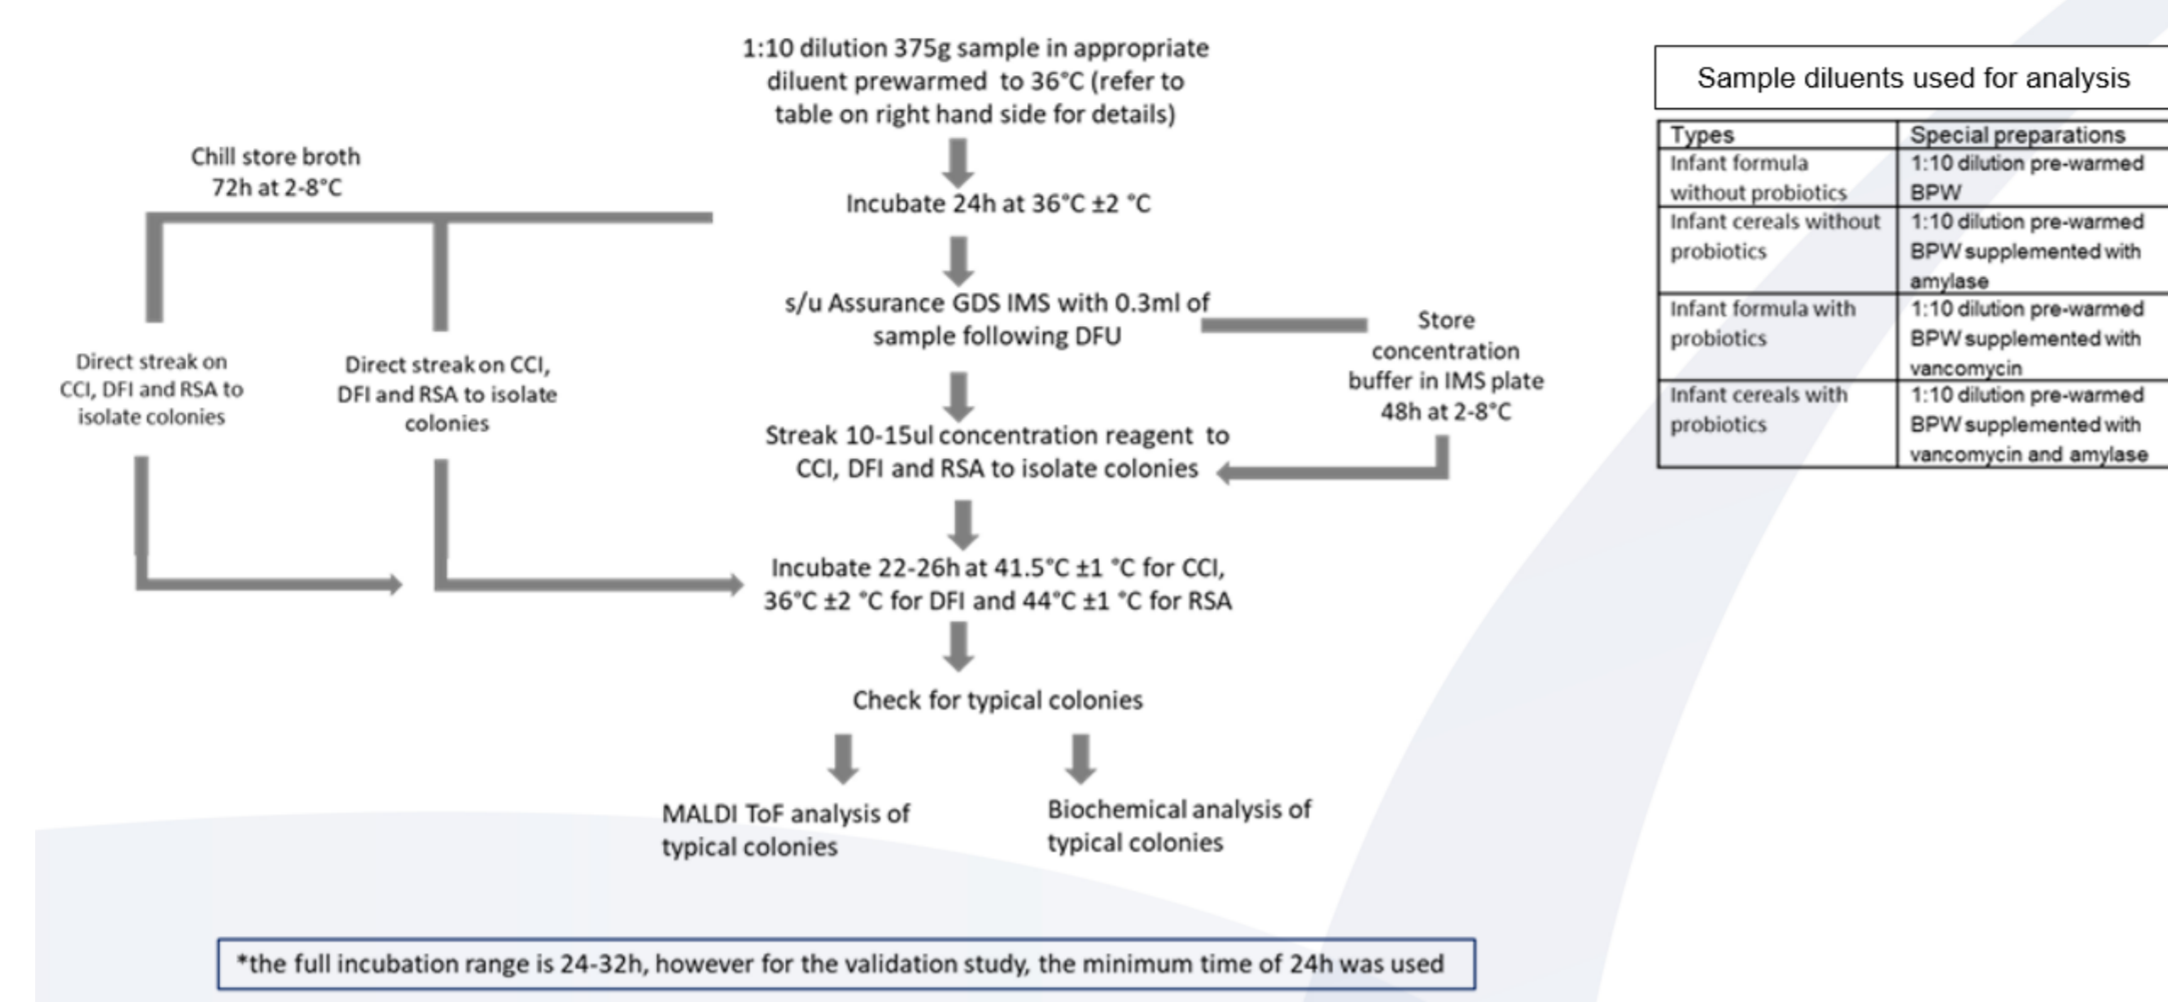 1:10 dilution 375g sample in appropriate
diluent prewarmed to 36°C (refer to
table on right hand side for details)
Incubate 24h at 36°C ±2 °C
Chill store broth
72h at 2-8°C
s/u Assurance GDS IMS with 0.3ml of
sample following DFU
Store
concentration
buffer in IMS plate
48h at 2-8°C
Direct streak on
CCI, DFI and RSA to
isolate colonies
Direct streak on CCI,
DFI and RSA to isolate
colonies
Streak 10-15ul concentration reagent to
CCI, DFI and RSA to isolate colonies
Incubate 22-26h at 41.5°C ±1 °C for CCI,
36°C ±2 °C for DFI and 44°C ±1 °C for RSA
Check for typical colonies
MALDI ToF analysis of
typical colonies
Biochemical analysis of
typical colonies
*the full incubation range is 24-32h, however for the validation study, the minimum time of 24h was used
Sample diluents used for analysis
Types
Special preparations
Infant formula
without probiotics
1:10 dilution pre-warmed
BPW
Infant cereals without
probiotics
1:10 dilution pre-warmed
BPW supplemented with
amylase
Infant formula with
probiotics
1:10 dilution pre-warmed
BPW supplemented with
vancomycin
Infant cereals with
probiotics
1:10 dilution pre-warmed
BPW supplemented with
vancomycin and amylase